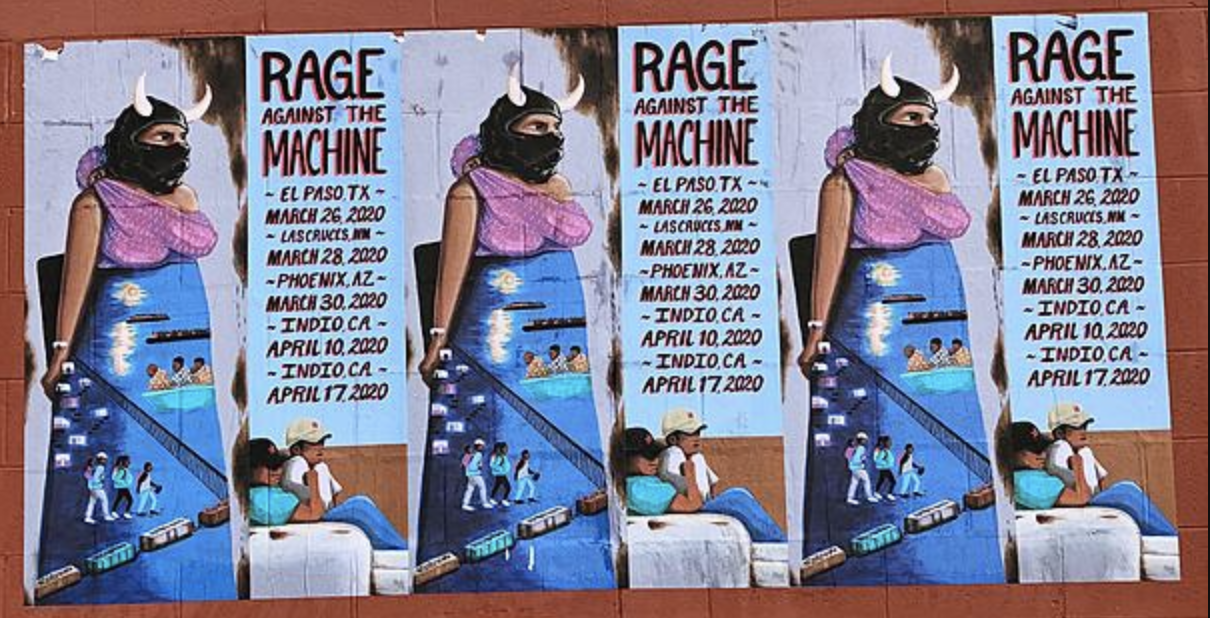 RAGE
AGAINST THE
MACHINE
~ EL PASO, TX ~
MARCH 26, 2020
~ LAS CRUCES, NM ~
MARCH 28, 2020
~ PHOENIX, AZ ~
MARCH 30, 2020
~ INDIO, CA ~
APRIL 10, 2020
~ INDIO, CA ~
APRIL 17, 2020
RAGE
AGAINST THE
MACHINE
~ EL PASO, TX ~
MARCH 26, 2020
~ LAS CRUCES, NM ~
MARCH 28, 2020
~ PHOENIX, AZ ~
MARCH 30, 2020
~ INDIO, CA ~
APRIL 10, 2020
~ INDIO, CA ~
APRIL 17, 2020
RAGE
AGAINST THE
MACHINE
~ EL PASO, TX ~
MARCH 26, 2020
~ LAS CRUCES, NM ~
MARCH 28, 2020
~ PHOENIX, AZ ~
MARCH 30, 2020
~ INDIO, CA ~
APRIL 10, 2020
~ INDIO, CA ~
APRIL 17, 2020